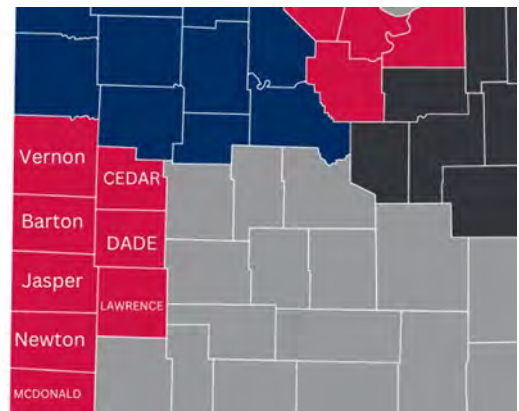 Vernon
CEDAR
Barton
DADE
Jasper
LAWRENCE
Newton
MCDONALD